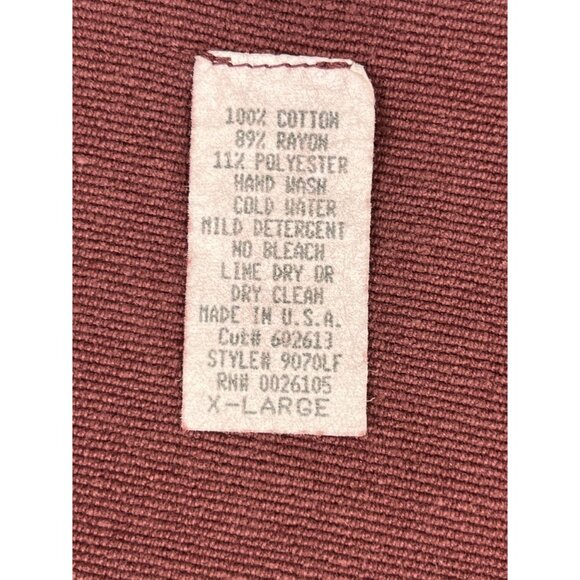 100% COTTON
89% RAYON
11% POLYESTER
HAND WASH
COLD WATER
MILD DETERGENT
NO BLEACH
LINE DRY OR
DRY CLEAN
MADE IN U.S.A.
Cut# 602613
STYLE# 9070LF
RN# 0026105
X-LARGE